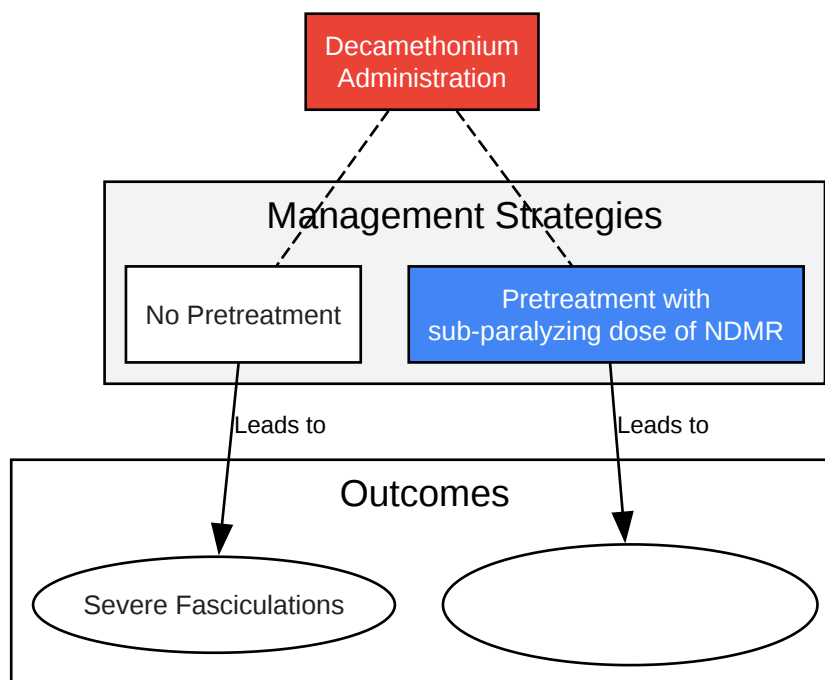 Decamethonium
Administration
Management Strategies
No Pretreatment
Pretreatment with
sub-paralyzing dose of NDMR
Leads to
Leads to
Outcomes
Severe Fasciculations